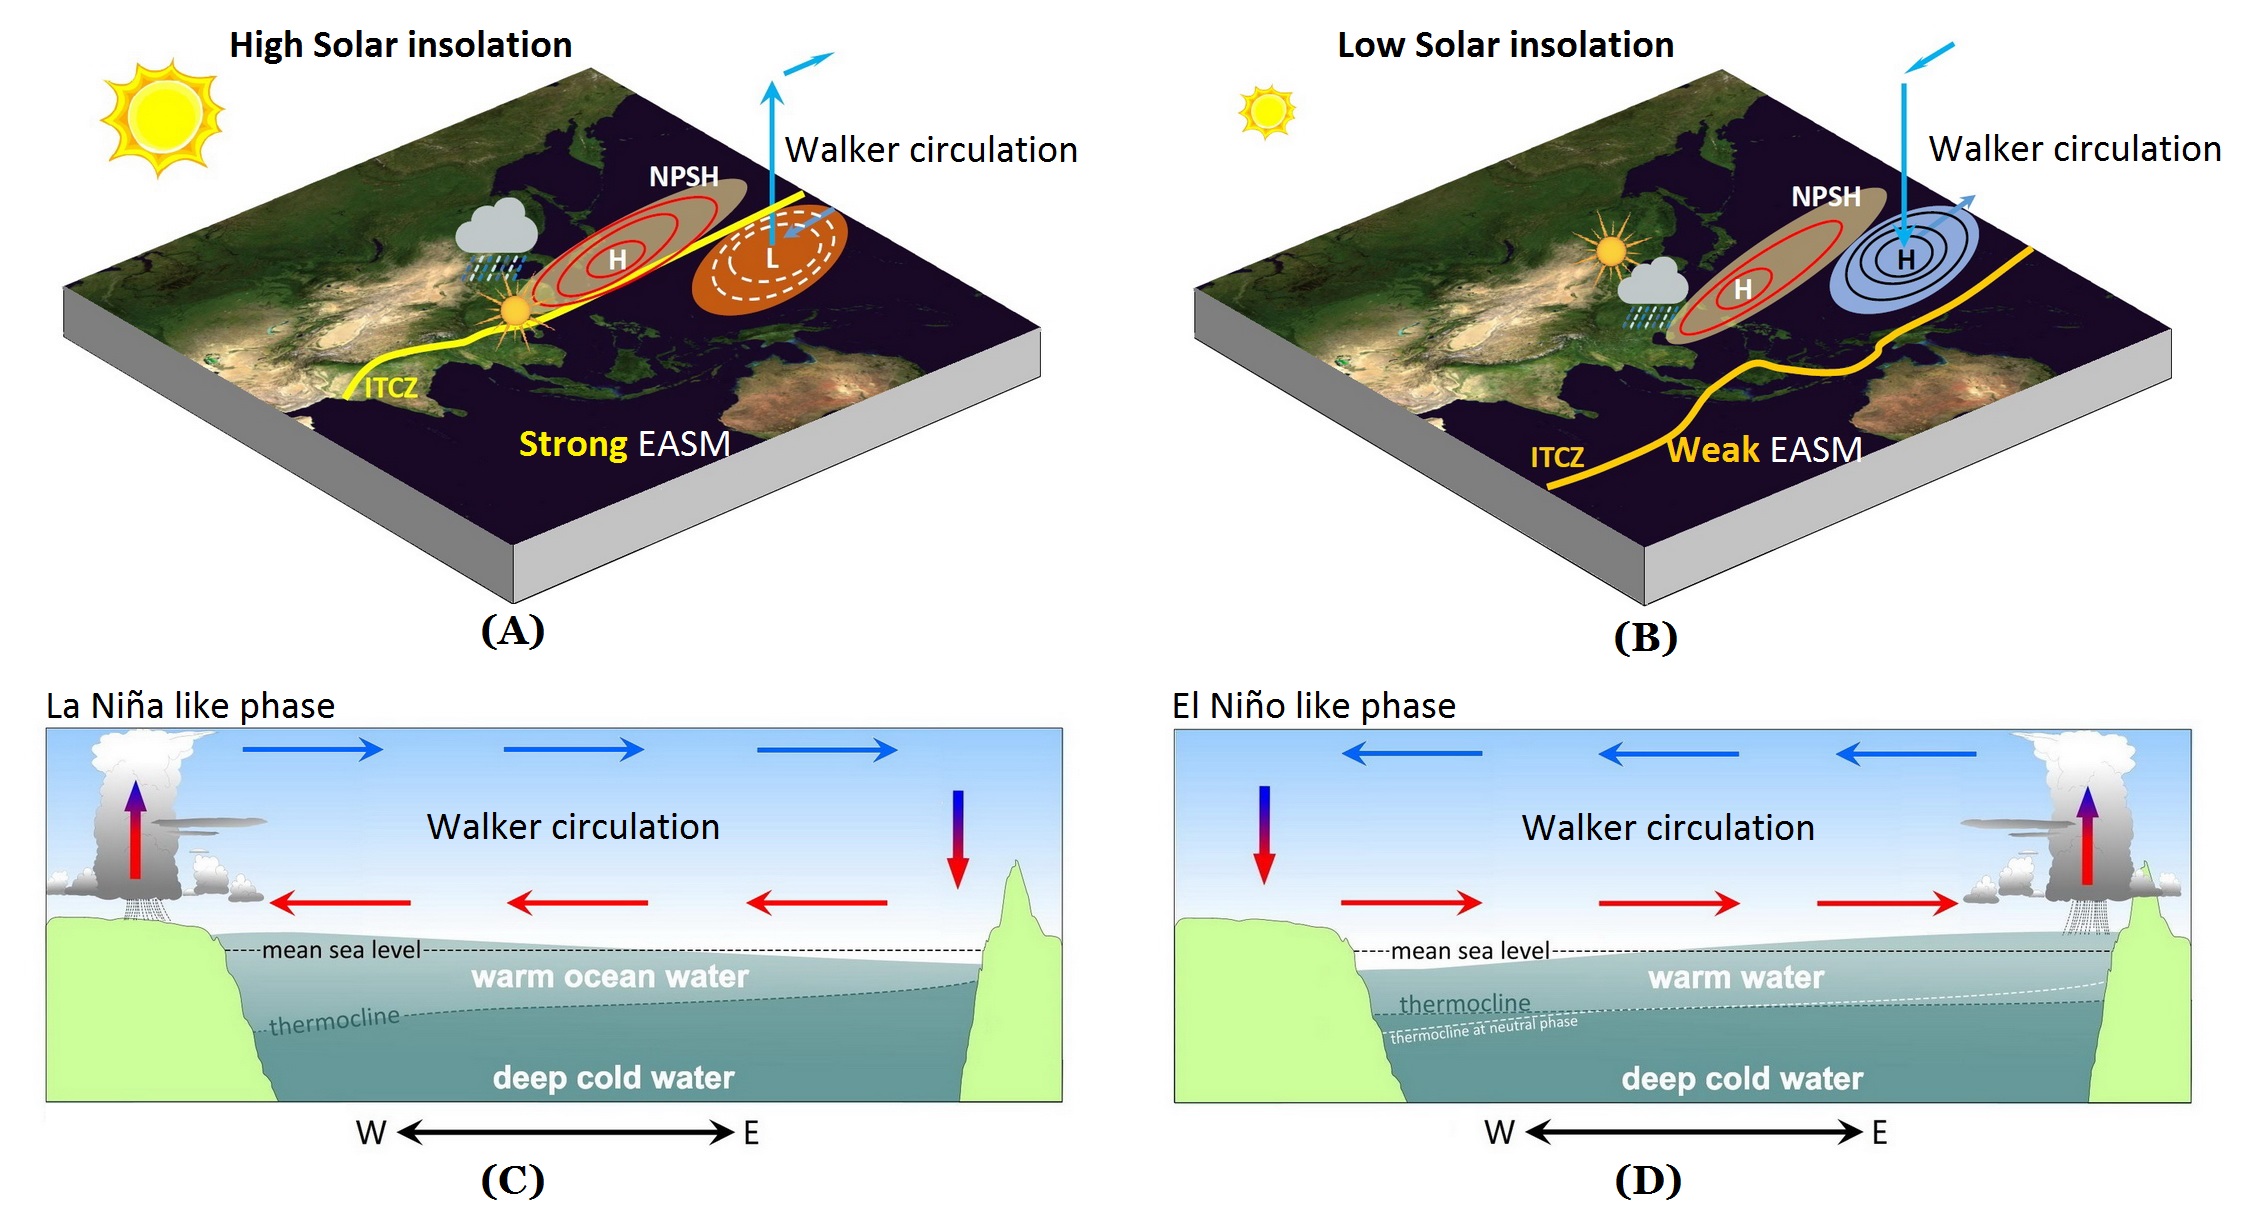 High Solar insolation
Walker circulation
NPSH
H
L
ITCZ
Strong EASM
(A)
Low Solar insolation
Walker circulation
NPSH
H
H
ITCZ
Weak EASM
(B)
La Niña like phase
Walker circulation
mean sea level
warm ocean water
thermocline
deep cold water
W E
(C)
El Niño like phase
Walker circulation
mean sea level
warm water
thermocline
thermocline at neutral phase
deep cold water
W E
(D)